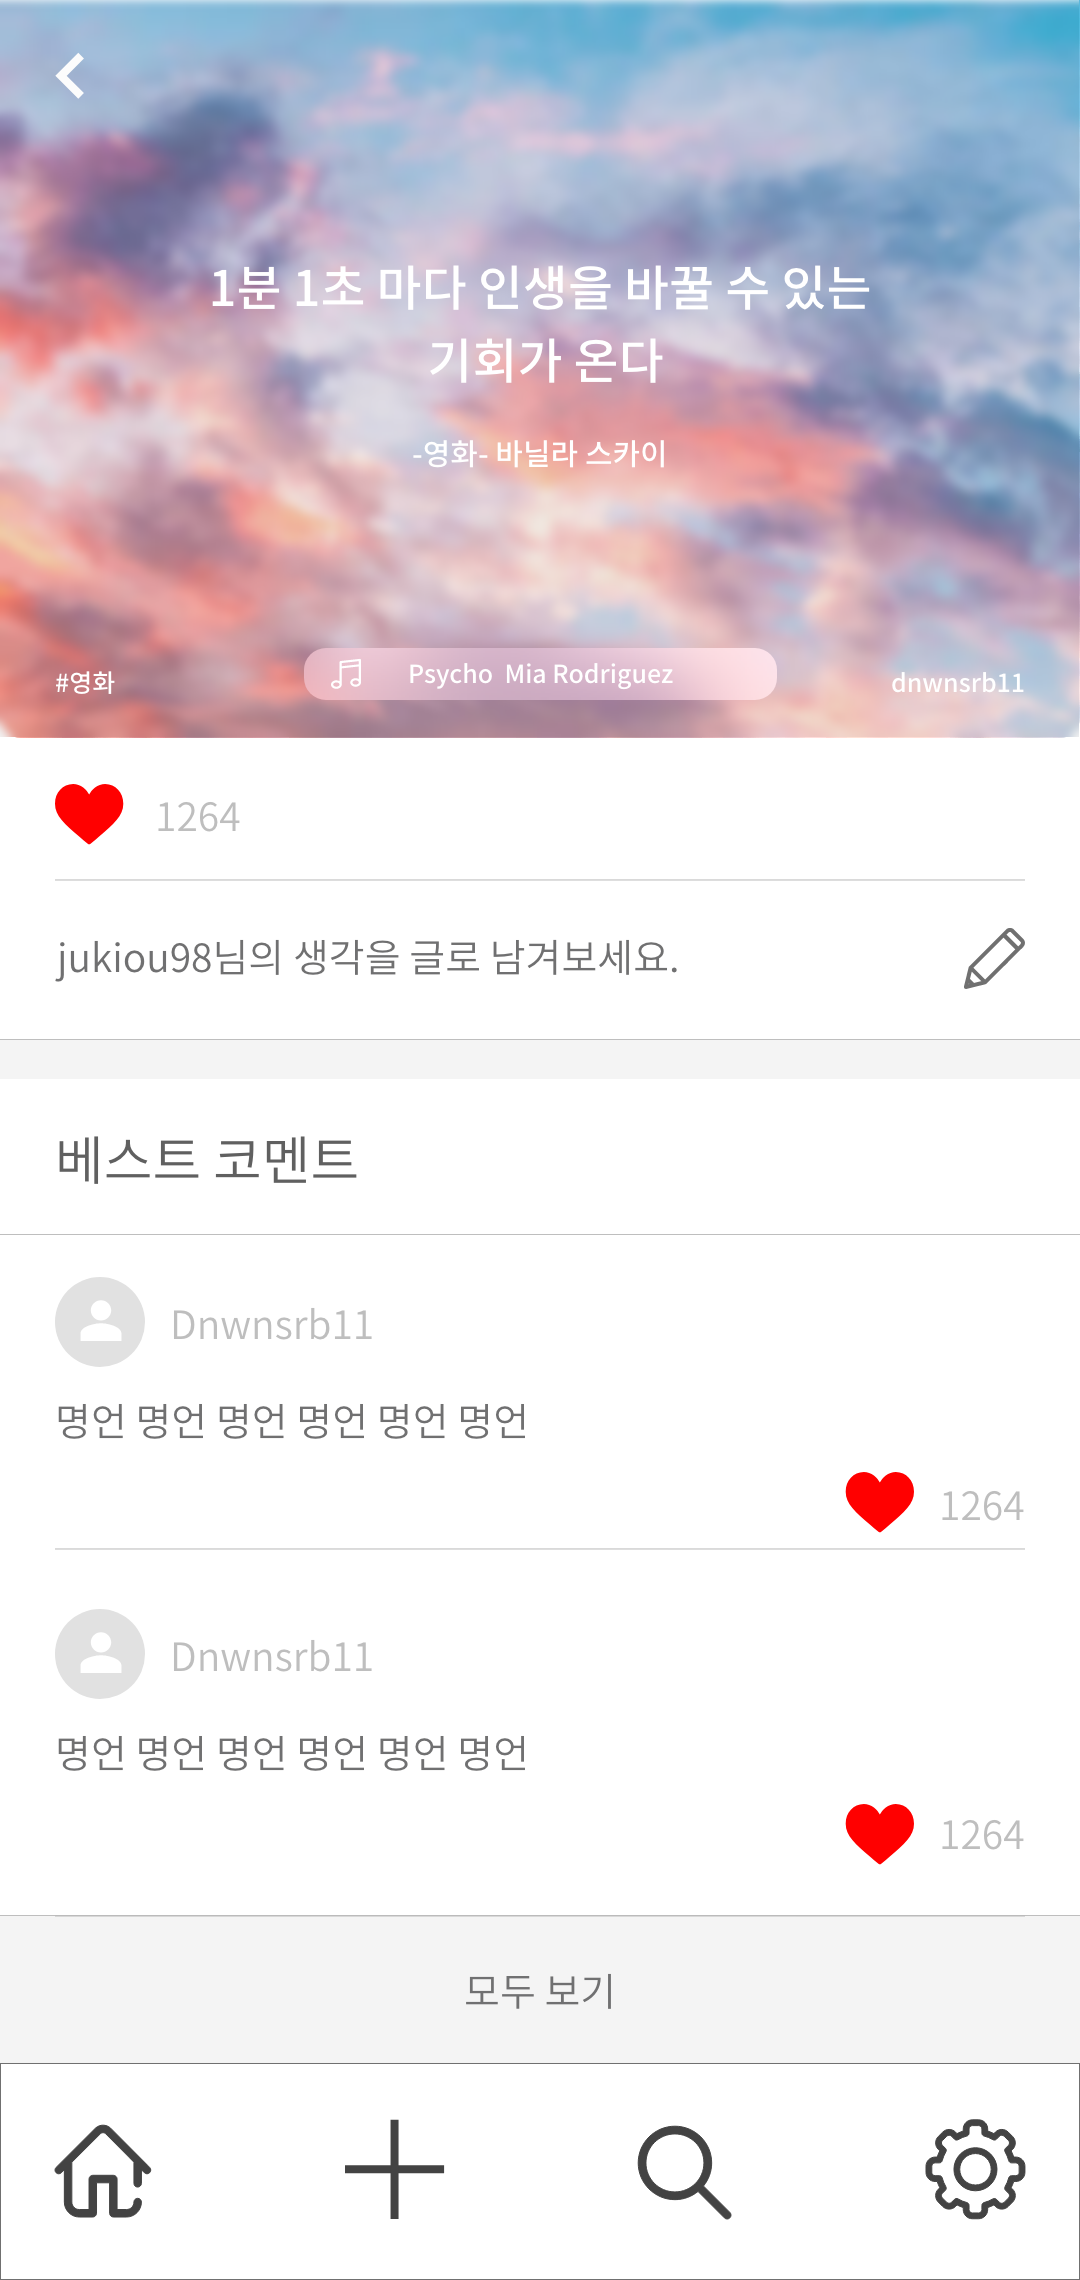 1분 1초 마다 인생을 바꿀 수 있는
기회가 온다
-영화- 바닐라 스카이
#영화
Psycho  Mia Rodriguez
dnwnsrb11
1264
jukiou98님의 생각을 글로 남겨보세요.
베스트 코멘트
Dnwnsrb11
명언 명언 명언 명언 명언 명언
1264
Dnwnsrb11
명언 명언 명언 명언 명언 명언
1264
모두 보기